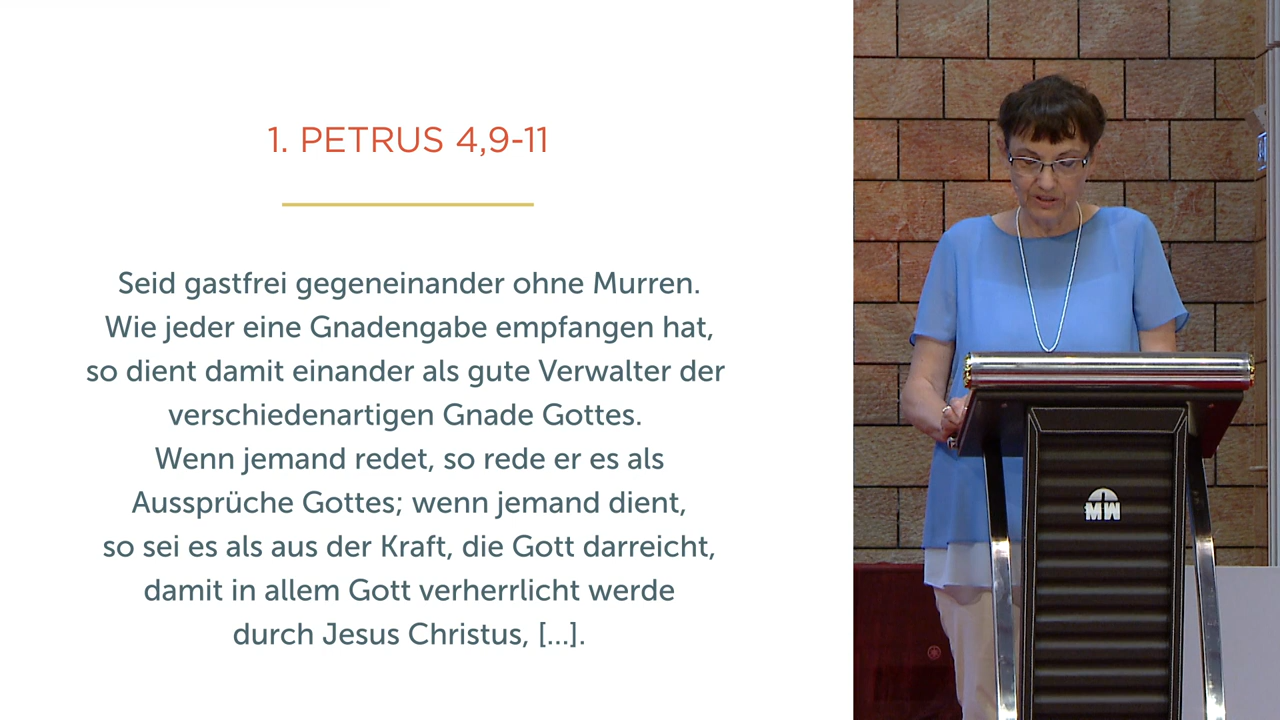 1. PETRUS 4,9-11
Seid gastfrei gegeneinander ohne Murren.
Wie jeder eine Gnadengabe empfangen hat,
so dient damit einander als gute Verwalter der
verschiedenartigen Gnade Gottes.
Wenn jemand redet, so rede er es als
Aussprüche Gottes; wenn jemand dient,
so sei es als aus der Kraft, die Gott darreicht,
damit in allem Gott verherrlicht werde
durch Jesus Christus, [...].
MW